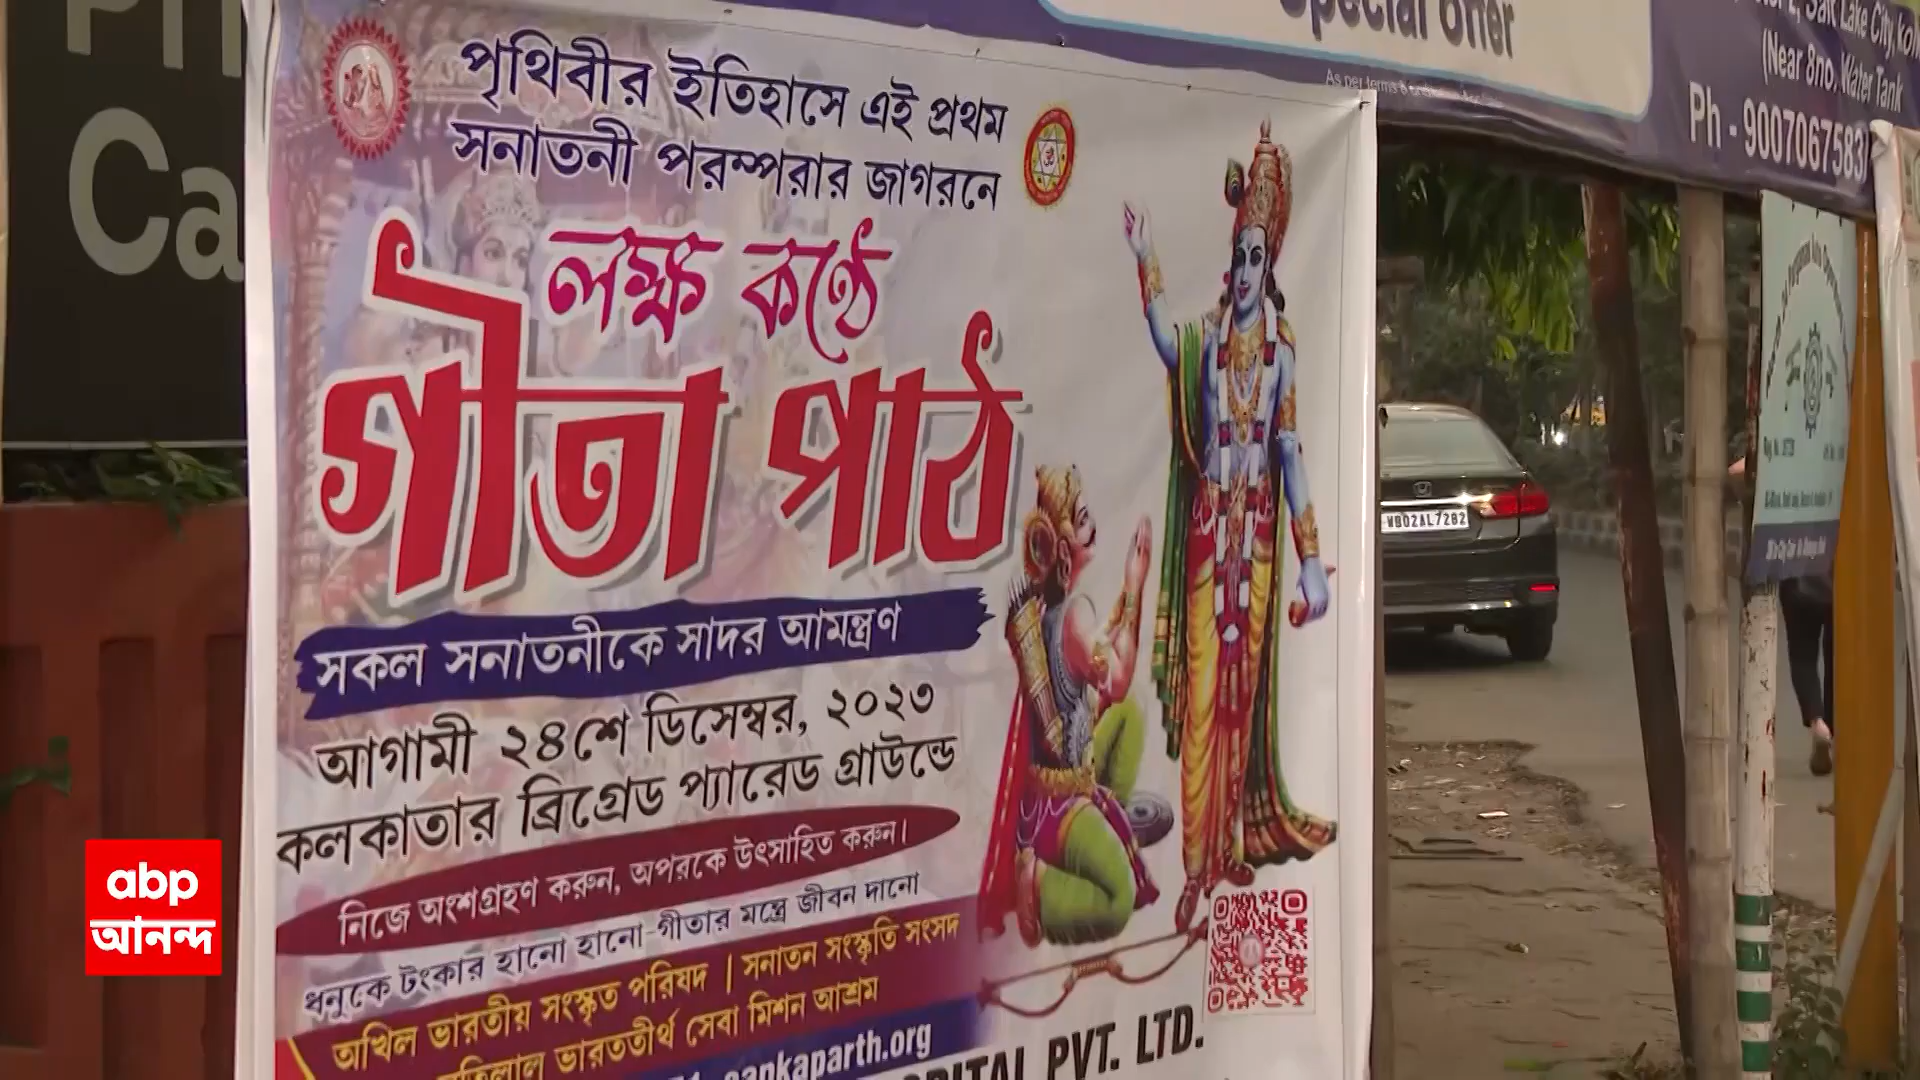 পৃথিবীর ইতিহাসে এই প্রথম
সনাতনী পরম্পরার জাগরনে
লক্ষ কণ্ঠে
গীতা পাঠ
সকল সনাতনীকে সাদর আমন্ত্রণ
আগামী ২৪শে ডিসেম্বর, ২০২৩
কলকাতার ব্রিগ্রেড প্যারেড গ্রাউন্ডে
নিজে অংশগ্রহণ করুন, অপরকে উৎসাহিত করুন।
ধনুকে টংকার হানো হানো-গীতার মন্ত্রে জীবন দানো
অখিল ভারতীয় সংস্কৃত পরিষদ | সনাতন সংস্কৃতি সংসদ
ভারততীর্থ সেবা মিশন আশ্রম
PVT. LTD.
Special Offer
Salt Lake City,
(Near 8no. Water Tank
Ph - 9007067583/
WB02AL7282
Ca
abp
আনন্দ